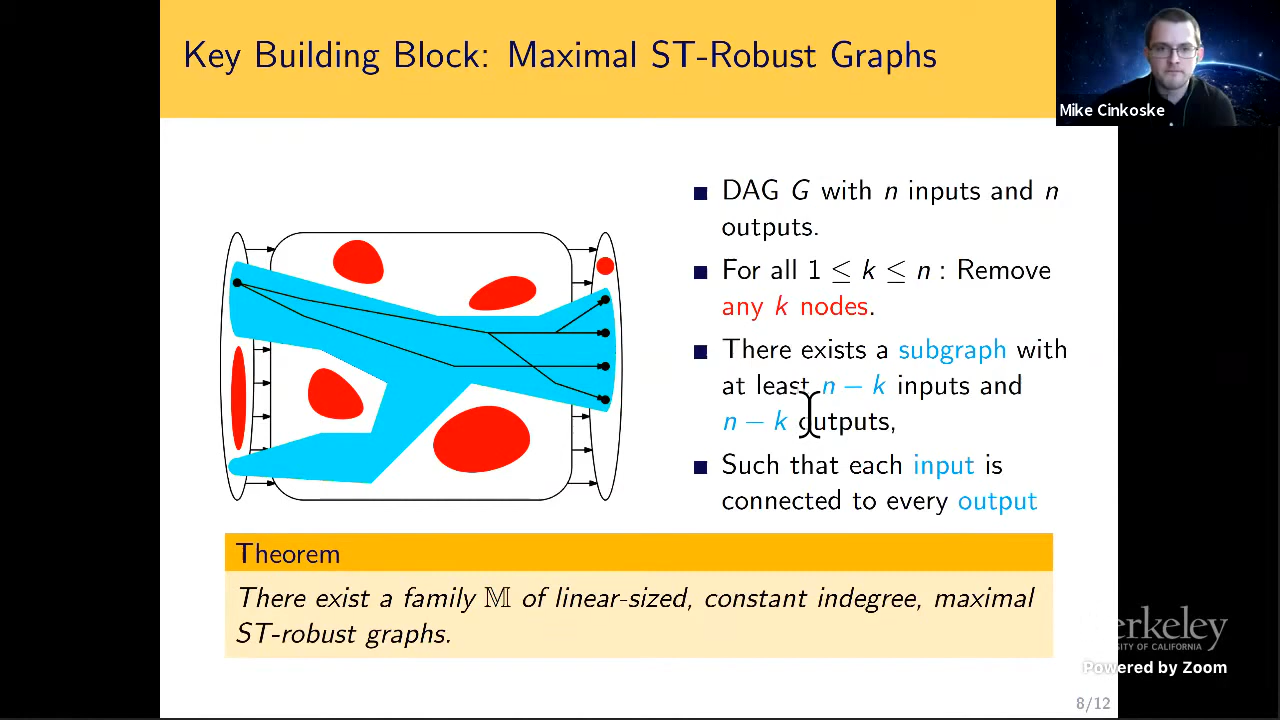 Key Building Block: Maximal ST-Robust Graphs
Mike Cinkoske
DAG G with n inputs and n
outputs.
For all 1 ≤ k ≤ n : Remove
any k nodes.
There exists a subgraph with
at least n − k inputs and
n − k outputs,
Such that each input is
connected to every output
Theorem
There exist a family 𝕄 of linear-sized, constant indegree, maximal
ST-robust graphs.
Powered by Zoom
8/12